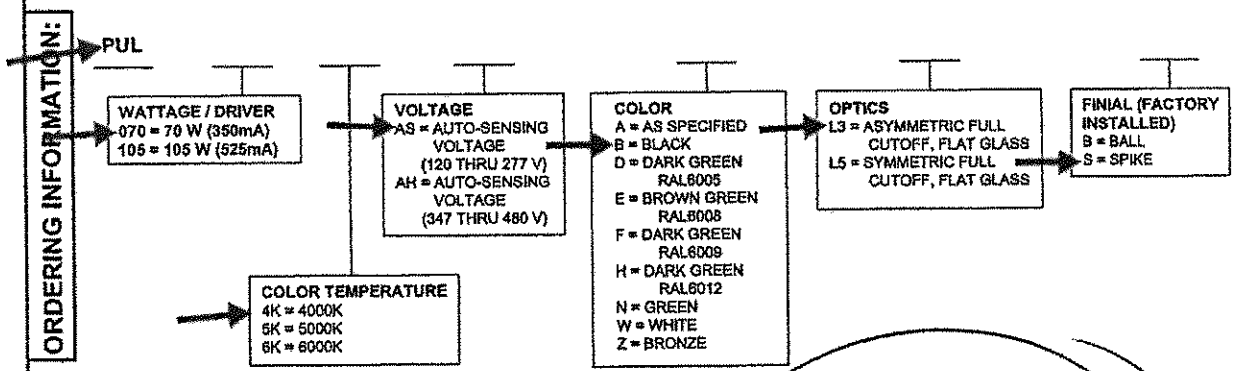 ORDERING INFORMATION:
PUL
WATTAGE / DRIVER
070 = 70 W (350mA)
105 = 105 W (525mA)
COLOR TEMPERATURE
4K = 4000K
5K = 5000K
6K = 6000K
VOLTAGE
AS = AUTO-SENSING
VOLTAGE
(120 THRU 277 V)
AH = AUTO-SENSING
VOLTAGE
(347 THRU 480 V)
COLOR
A = AS SPECIFIED
B = BLACK
D = DARK GREEN
RAL6005
E = BROWN GREEN
RAL6008
F = DARK GREEN
RAL6009
H = DARK GREEN
RAL6012
N = GREEN
W = WHITE
Z = BRONZE
OPTICS
L3 = ASYMMETRIC FULL
CUTOFF, FLAT GLASS
L5 = SYMMETRIC FULL
CUTOFF, FLAT GLASS
FINIAL (FACTORY
INSTALLED)
B = BALL
S = SPIKE